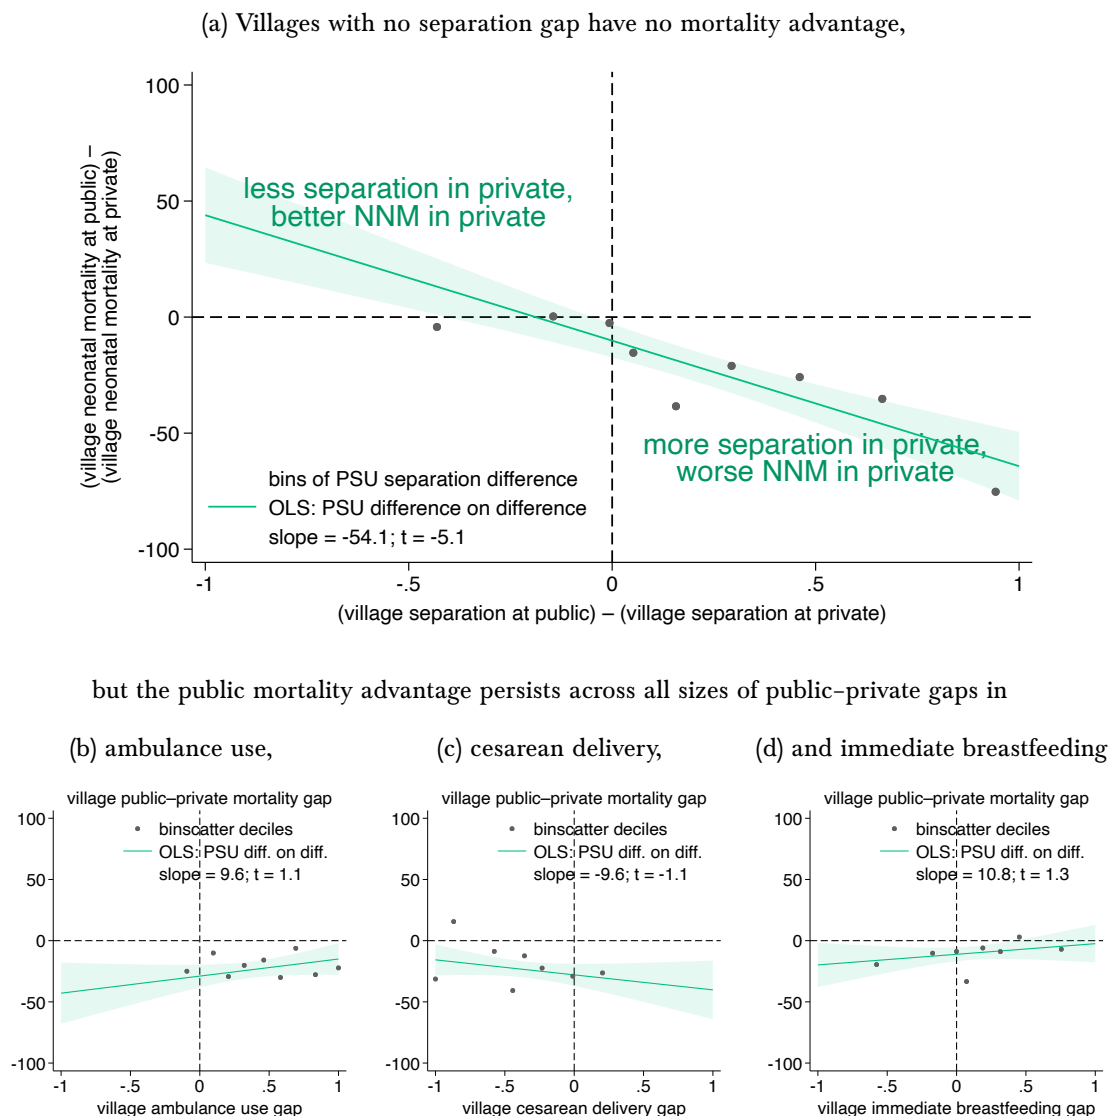 (a) Villages with no separation gap have no mortality advantage,
(village neonatal mortality at public) –
(village neonatal mortality at private)
100
50
0
-50
-100
less separation in private,
better NNM in private
more separation in private,
worse NNM in private
bins of PSU separation difference
OLS: PSU difference on difference
slope = -54.1; t = -5.1
-1 -.5 0 .5 1
(village separation at public) – (village separation at private)
but the public mortality advantage persists across all sizes of public–private gaps in
(b) ambulance use,
village public–private mortality gap
binscatter deciles
OLS: PSU diff. on diff.
slope = 9.6; t = 1.1
100
50
0
-50
-100
-1 -.5 0 .5 1
village ambulance use gap
(c) cesarean delivery,
village public–private mortality gap
binscatter deciles
OLS: PSU diff. on diff.
slope = -9.6; t = -1.1
100
50
0
-50
-100
-1 -.5 0 .5 1
village cesarean delivery gap
(d) and immediate breastfeeding
village public–private mortality gap
binscatter deciles
OLS: PSU diff. on diff.
slope = 10.8; t = 1.3
100
50
0
-50
-100
-1 -.5 0 .5 1
village immediate breastfeeding gap